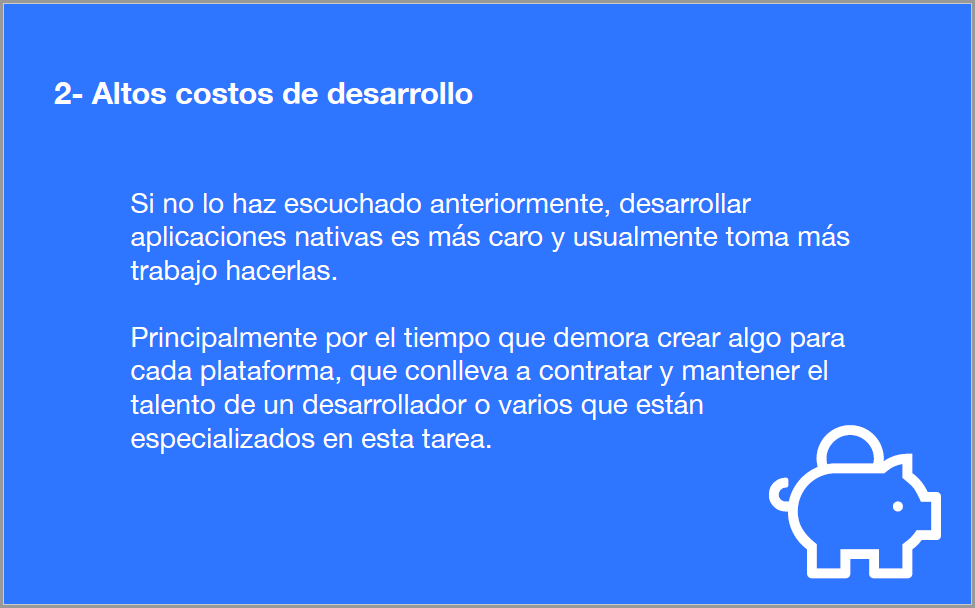 2- Altos costos de desarrollo
Si no lo haz escuchado anteriormente, desarrollar
aplicaciones nativas es más caro y usualmente toma más
trabajo hacerlas.
Principalmente por el tiempo que demora crear algo para
cada plataforma, que conlleva a contratar y mantener el
talento de un desarrollador o varios que están
especializados en esta tarea.